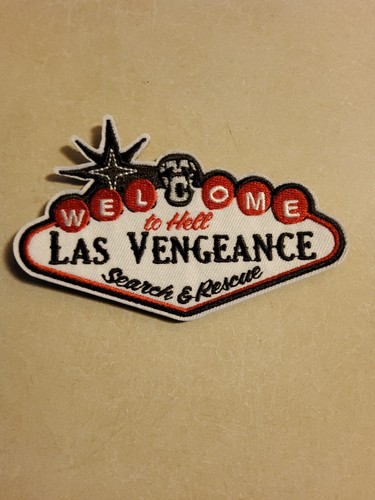 WELCOME
to Hell
LAS VENGEANCE
Search & Rescue